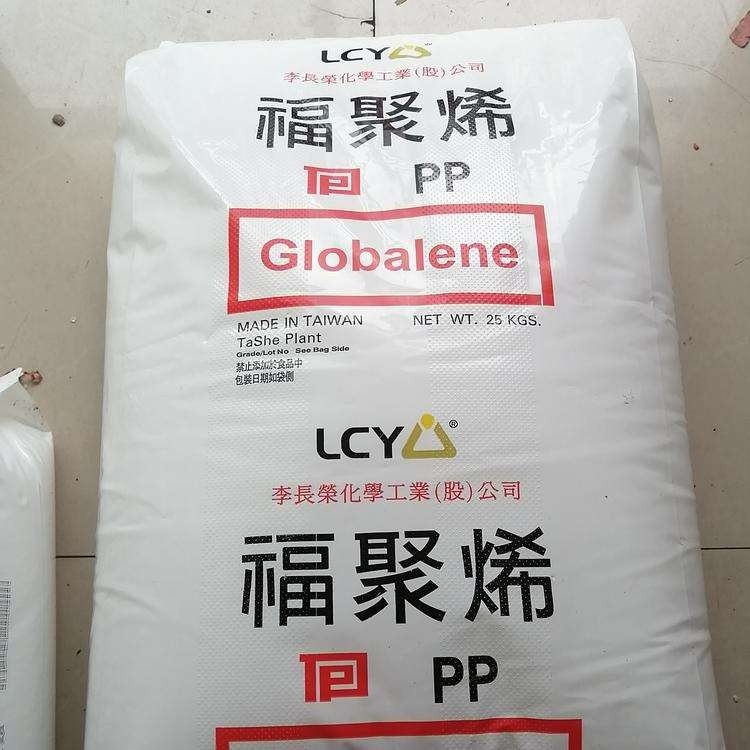 LCY
李長榮化學工業(股)公司
福聚烯
TP PP
Globalene
MADE IN TAIWAN NET WT. 25 KGS.
TaShe Plant
Grade/Lot No See Bag Side
禁止添加於食品中
包裝日期如袋側
LCY®
李長榮化學工業(股)公司
福聚烯
TP PP